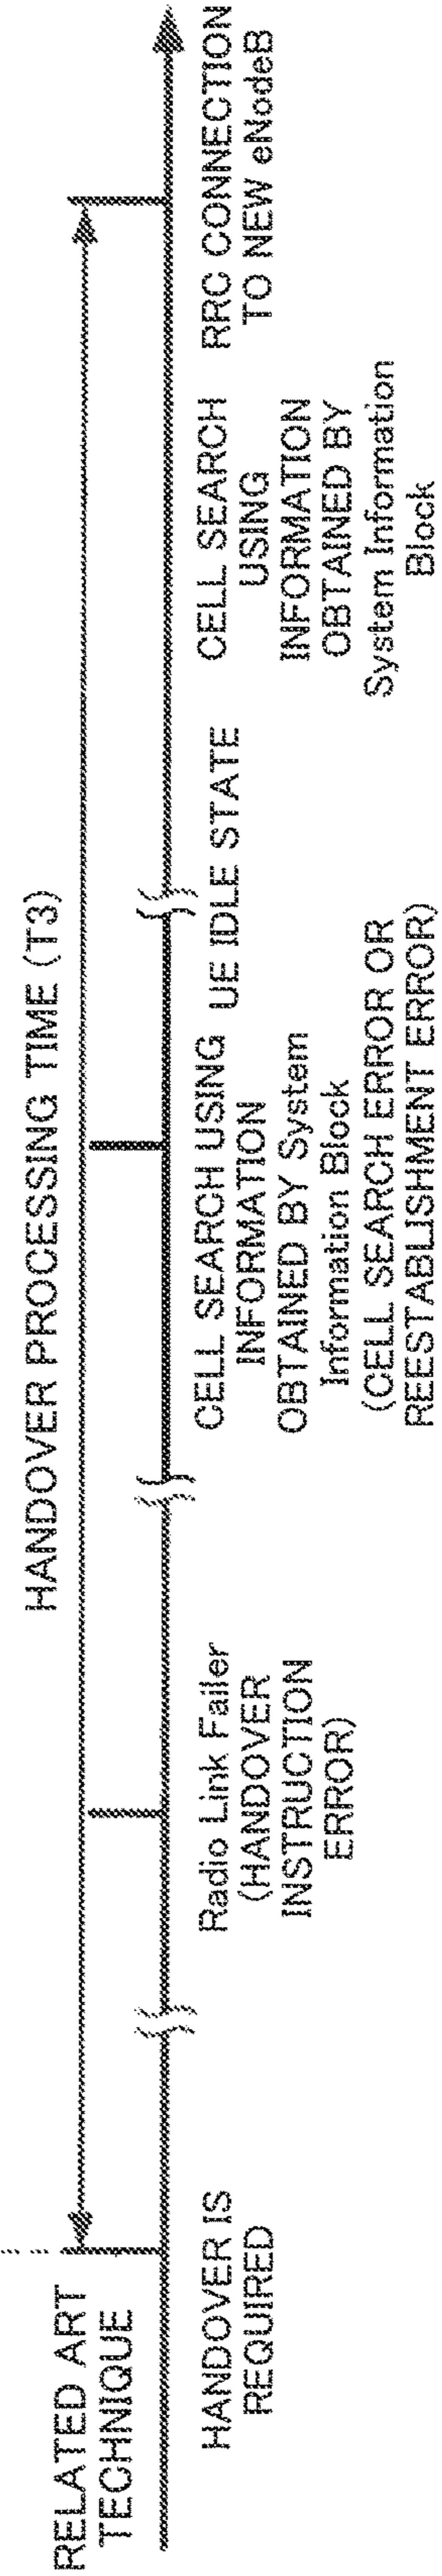 RELATED ART
TECHNIQUE
HANDOVER PROCESSING TIME (T3)
HANDOVER IS
REQUIRED
Radio Link Failer
(HANDOVER
INSTRUCTION
ERROR)
CELL SEARCH USING
INFORMATION
OBTAINED BY System
Information Block
(CELL SEARCH ERROR OR
REESTABLISHMENT ERROR)
UE IDLE STATE
CELL SEARCH
USING
INFORMATION
OBTAINED BY
System Information
Block
RRC CONNECTION
TO NEW eNodeB